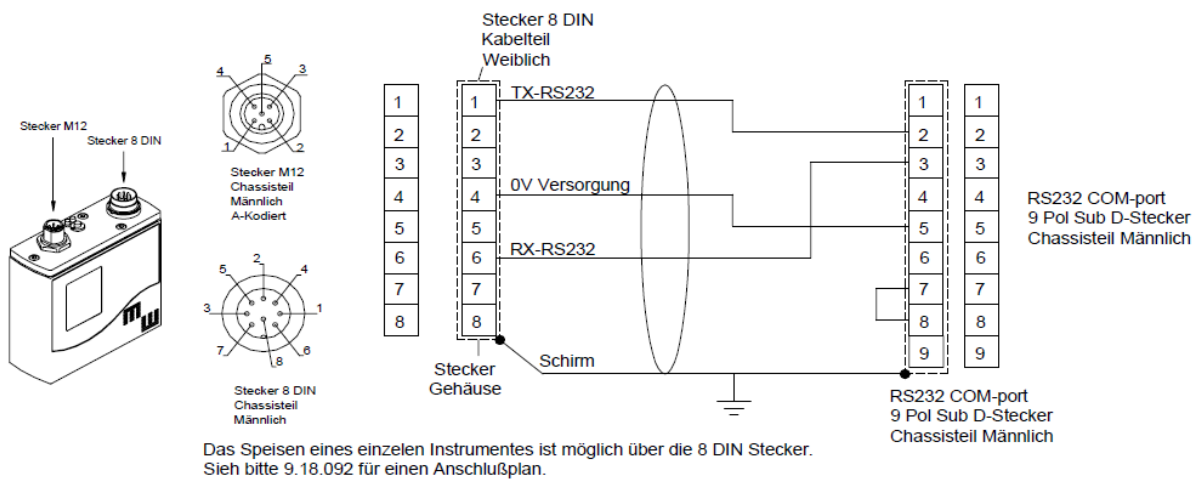 Stecker 8 DIN
Kabelteil
Weiblich
Stecker M12
Stecker 8 DIN
5
4
3
1
2
Stecker M12
Chassisteil
Männlich
A-Kodiert
2
5
4
3
1
7
6
8
Stecker 8 DIN
Chassisteil
Männlich
mw
1
2
3
4
5
6
7
8
1
2
3
4
5
6
7
8
TX-RS232
0V Versorgung
RX-RS232
Schirm
Stecker
Gehäuse
1
2
3
4
5
6
7
8
9
1
2
3
4
5
6
7
8
9
RS232 COM-port
9 Pol Sub D-Stecker
Chassisteil Männlich
RS232 COM-port
9 Pol Sub D-Stecker
Chassisteil Männlich
Das Speisen eines einzelen Instrumentes ist möglich über die 8 DIN Stecker.
Sieh bitte 9.18.092 für einen Anschlußplan.